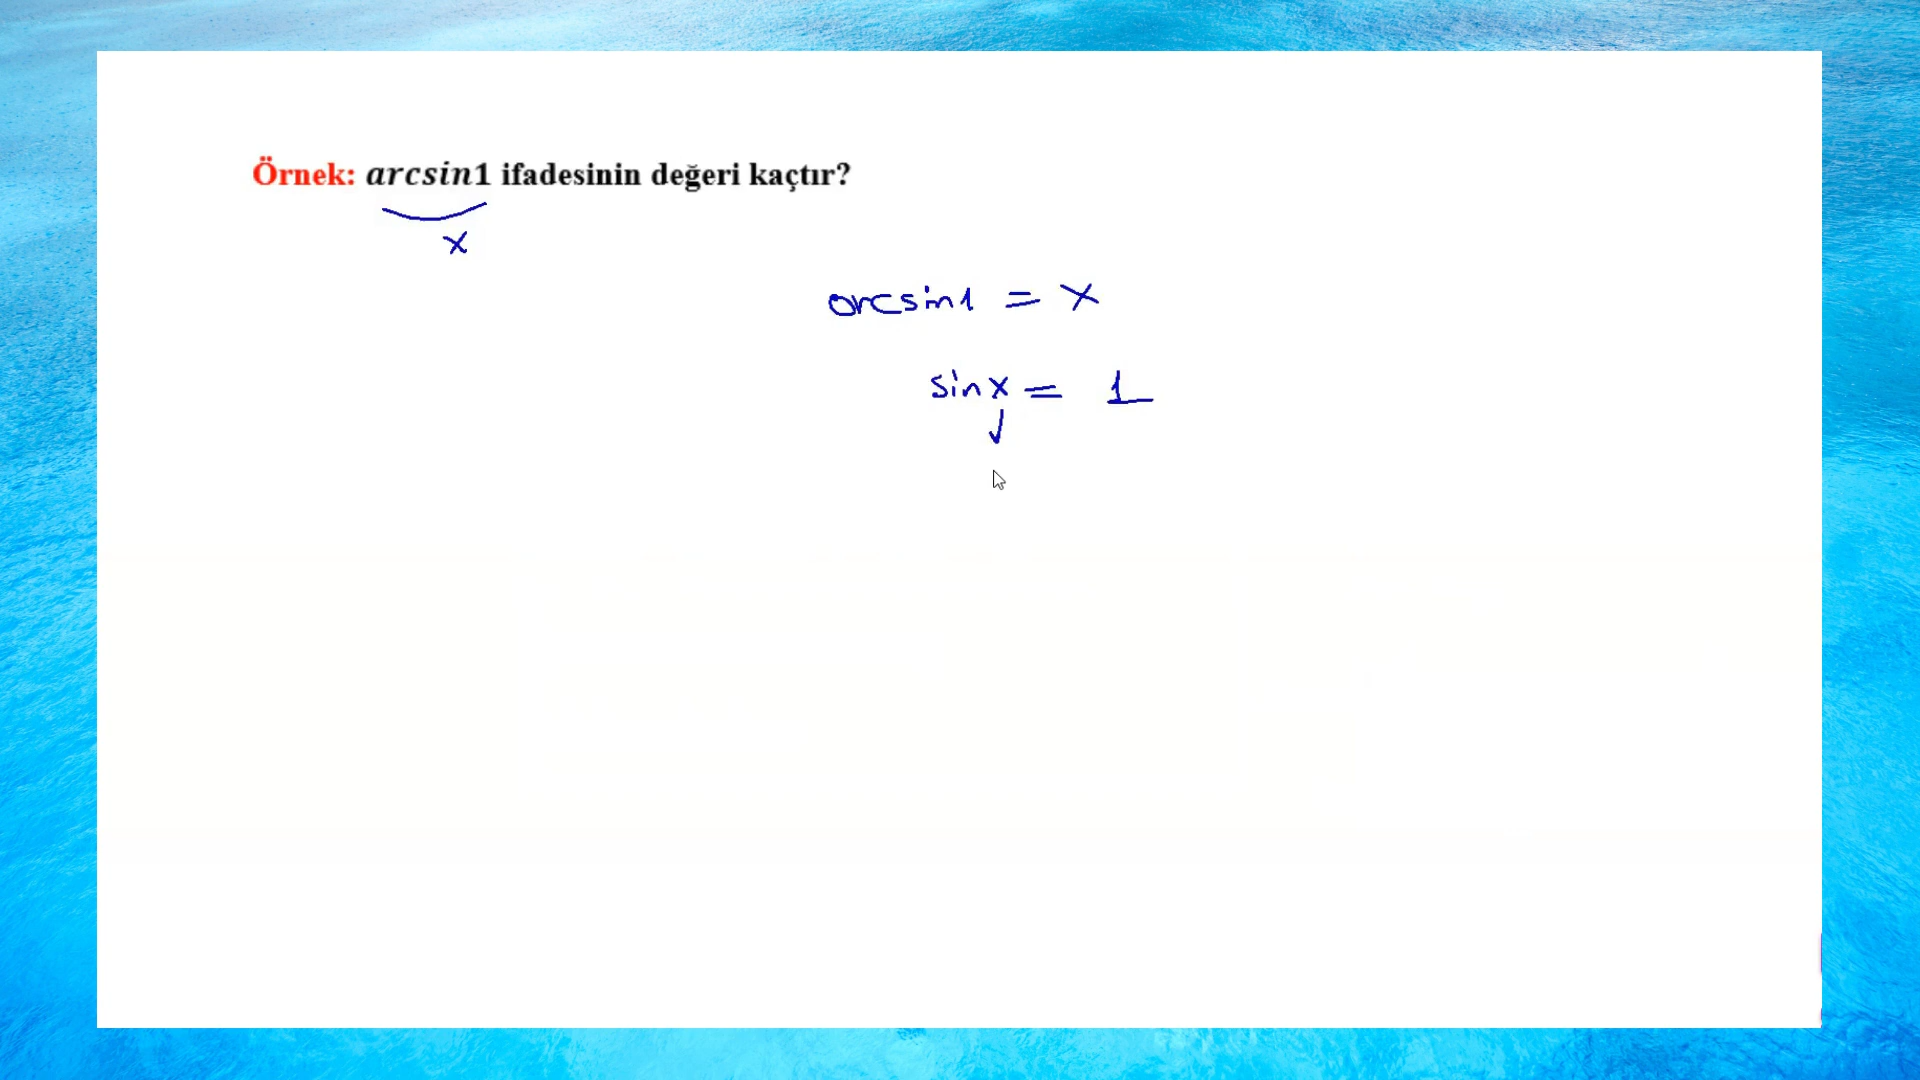 Örnek: arcsin1 ifadesinin değeri kaçtır?
x
arcsin1 = x
sinx = 1